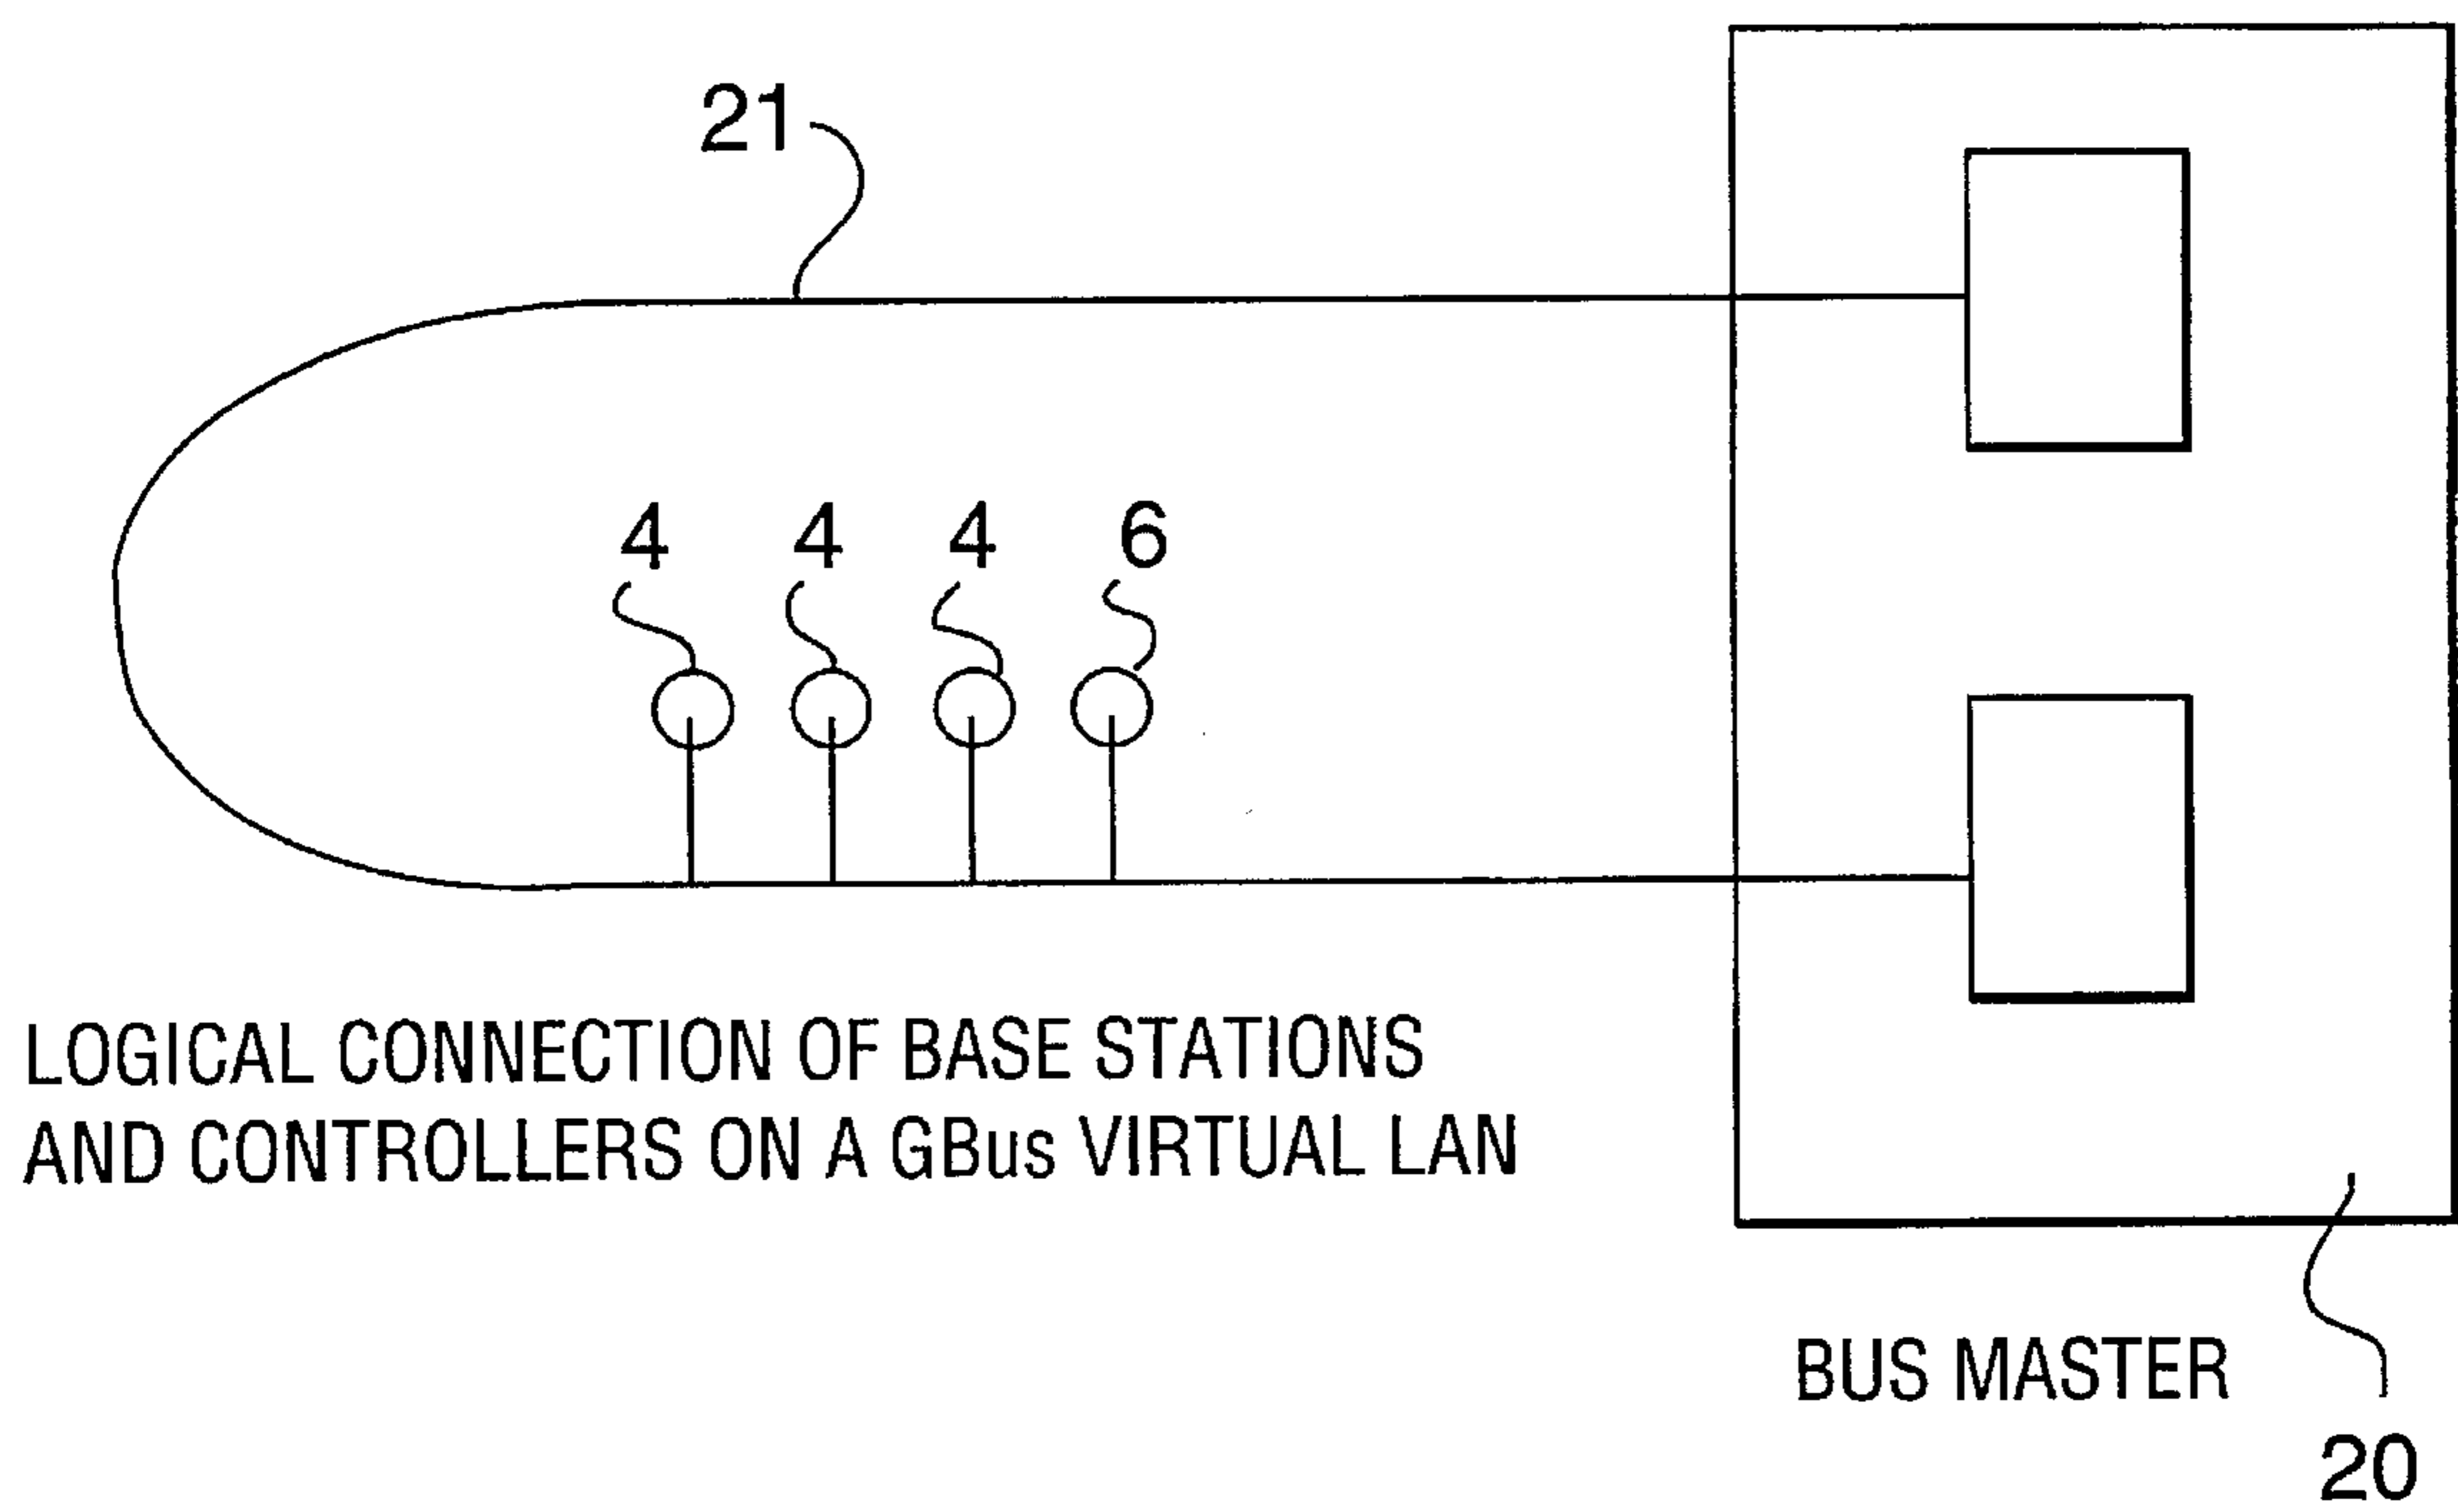 21
4 4 4 6
LOGICAL CONNECTION OF BASE STATIONS
AND CONTROLLERS ON A GBus VIRTUAL LAN
BUS MASTER
20